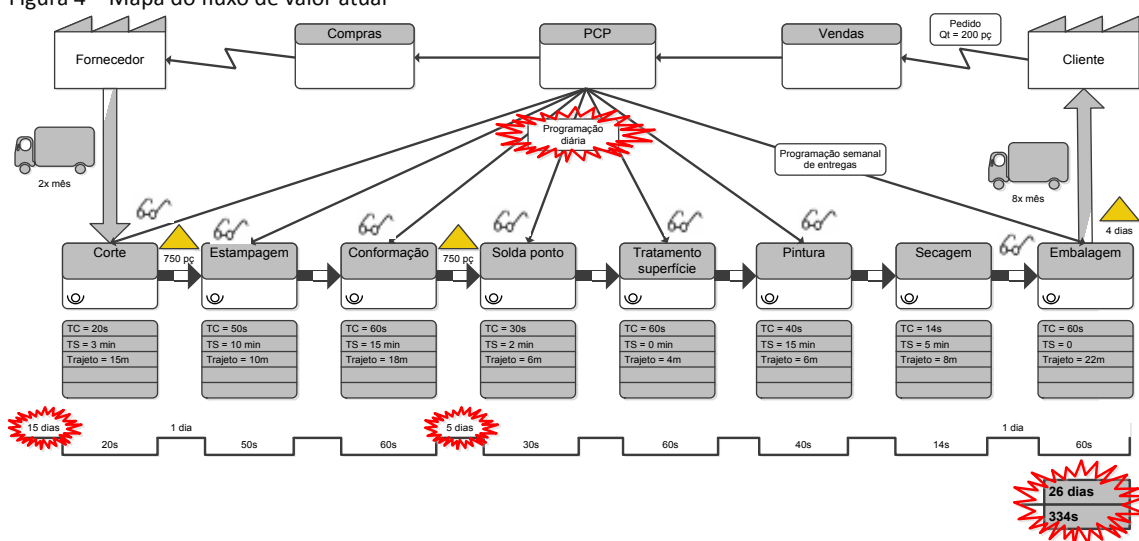 Figura 4 – Mapa do fluxo de valor atual
Compras
PCP
Vendas
Pedido
Qt = 200 pç
Fornecedor
Cliente
Programação
diária
Programação semanal
de entregas
2x mês
8x mês
4 dias
Corte
750 pç
Estampagem
Conformação
750 pç
Solda ponto
Tratamento
superfície
Pintura
Secagem
Embalagem
TC = 20s
TS = 3 min
Trajeto = 15m
TC = 50s
TS = 10 min
Trajeto = 10m
TC = 60s
TS = 15 min
Trajeto = 18m
TC = 30s
TS = 2 min
Trajeto = 6m
TC = 60s
TS = 0 min
Trajeto = 4m
TC = 40s
TS = 15 min
Trajeto = 6m
TC = 14s
TS = 5 min
Trajeto = 8m
TC = 60s
TS = 0
Trajeto = 22m
15 dias
20s
1 dia
50s
60s
5 dias
30s
60s
40s
14s
1 dia
60s
26 dias
334s